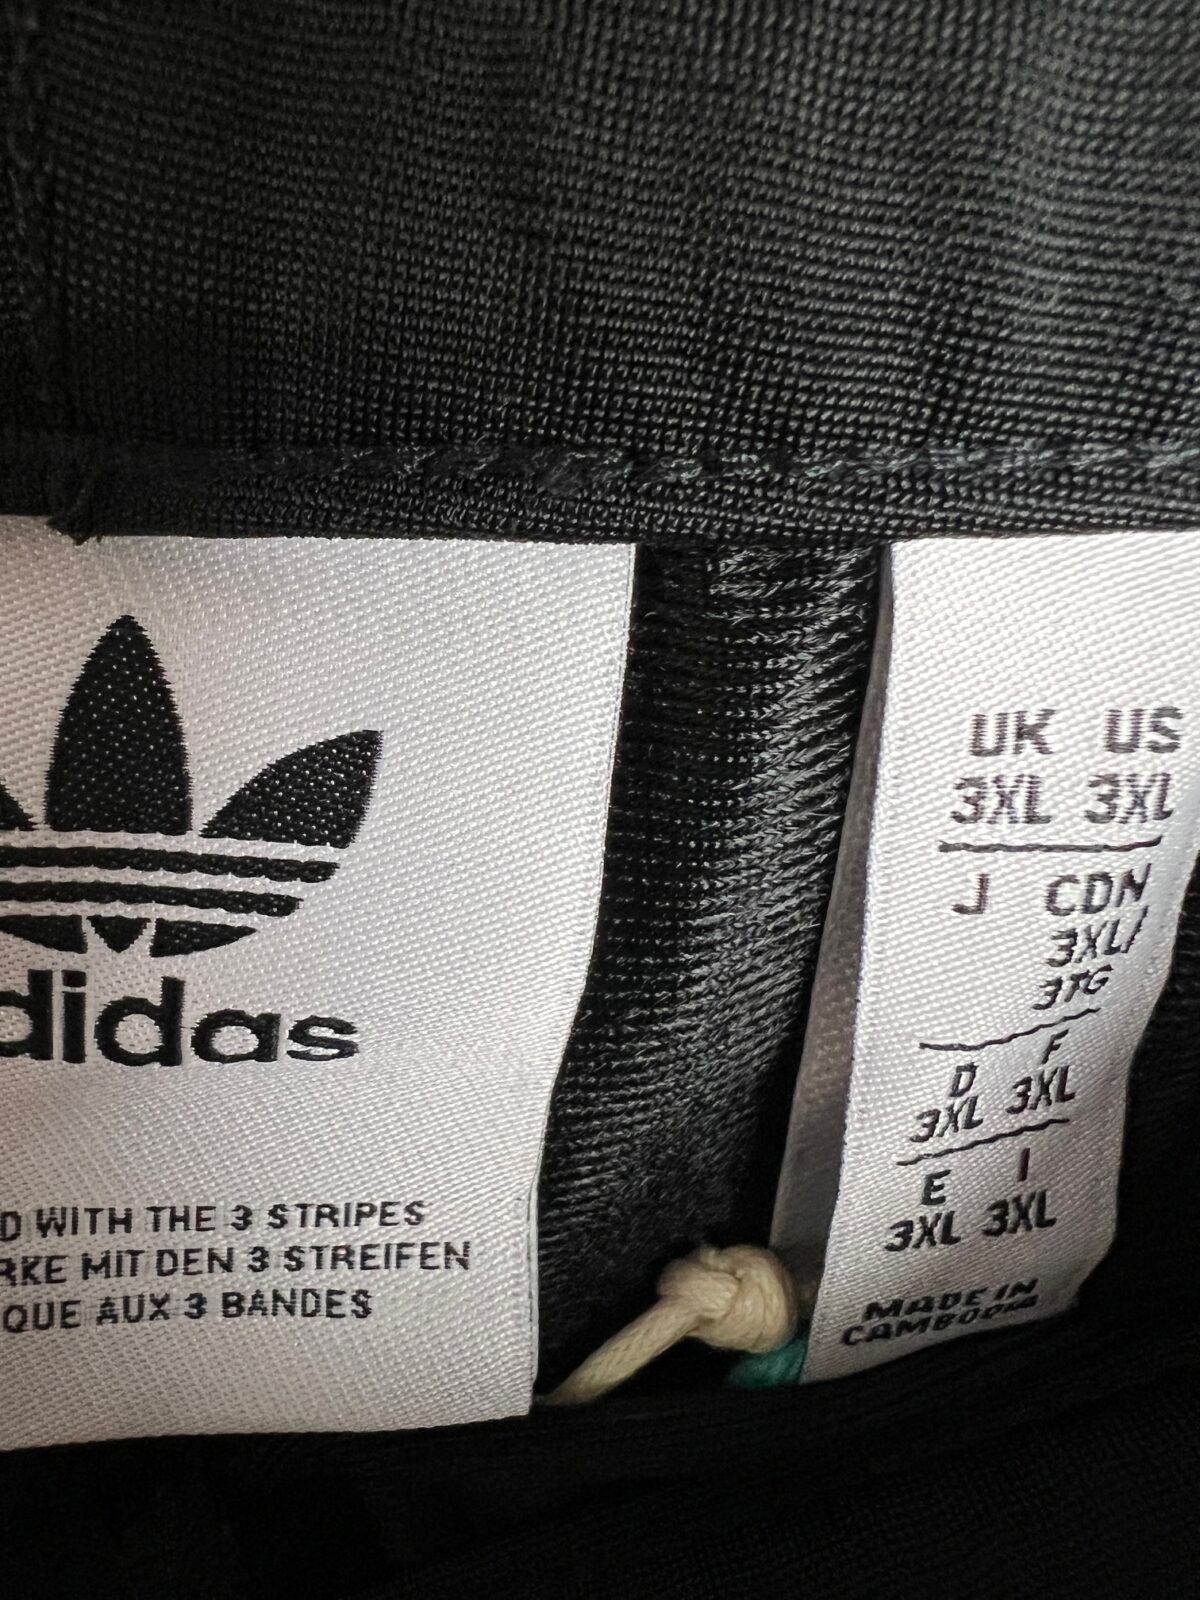 adidas
D WITH THE 3 STRIPES
RKE MIT DEN 3 STREIFEN
QUE AUX 3 BANDES
UK US
3XL 3XL
J CDN
3XL/
3TG
D F
3XL 3XL
E I
3XL 3XL
MADE IN
CAMBODIA